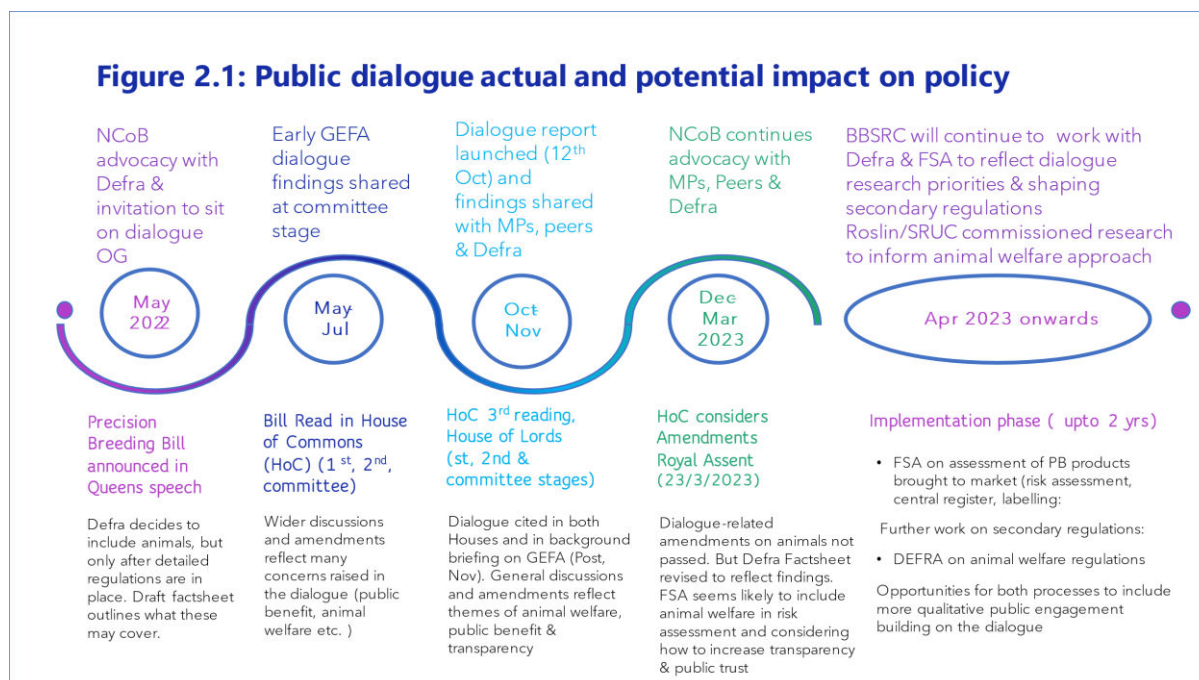 Figure 2.1: Public dialogue actual and potential impact on policy
NCoB
advocacy with
Defra &
invitation to sit
on dialogue
OG
Early GEFA
dialogue
findings shared
at committee
stage
Dialogue report
launched (12th
Oct) and
findings shared
with MPs, peers
& Defra
NCoB continues
advocacy with
MPs, Peers &
Defra
BBSRC will continue to work with
Defra & FSA to reflect dialogue
research priorities & shaping
secondary regulations
Roslin/SRUC commissioned research
to inform animal welfare approach
May
2022
May-
Jul
Oct-
Nov
Dec-
Mar
2023
Apr 2023 onwards
Precision
Breeding Bill
announced in
Queens speech
Defra decides to
include animals, but
only after detailed
regulations are in
place. Draft factsheet
outlines what these
may cover.
Bill Read in House
of Commons
(HoC) (1 st, 2nd,
committee)
Wider discussions
and amendments
reflect many
concerns raised in
the dialogue (public
benefit, animal
welfare etc. )
HoC 3rd reading,
House of Lords
(st, 2nd &
committee stages)
Dialogue cited in both
Houses and in background
briefing on GEFA (Post,
Nov). General discussions
and amendments reflect
themes of animal welfare,
public benefit &
transparency
HoC considers
Amendments
Royal Assent
(23/3/2023)
Dialogue-related
amendments on animals not
passed. But Defra Factsheet
revised to reflect findings.
FSA seems likely to include
animal welfare in risk
assessment and considering
how to increase transparency
& public trust
Implementation phase ( upto 2 yrs)
• FSA on assessment of PB products
brought to market (risk assessment,
central register, labelling:
Further work on secondary regulations:
• DEFRA on animal welfare regulations
Opportunities for both processes to include
more qualitative public engagement
building on the dialogue